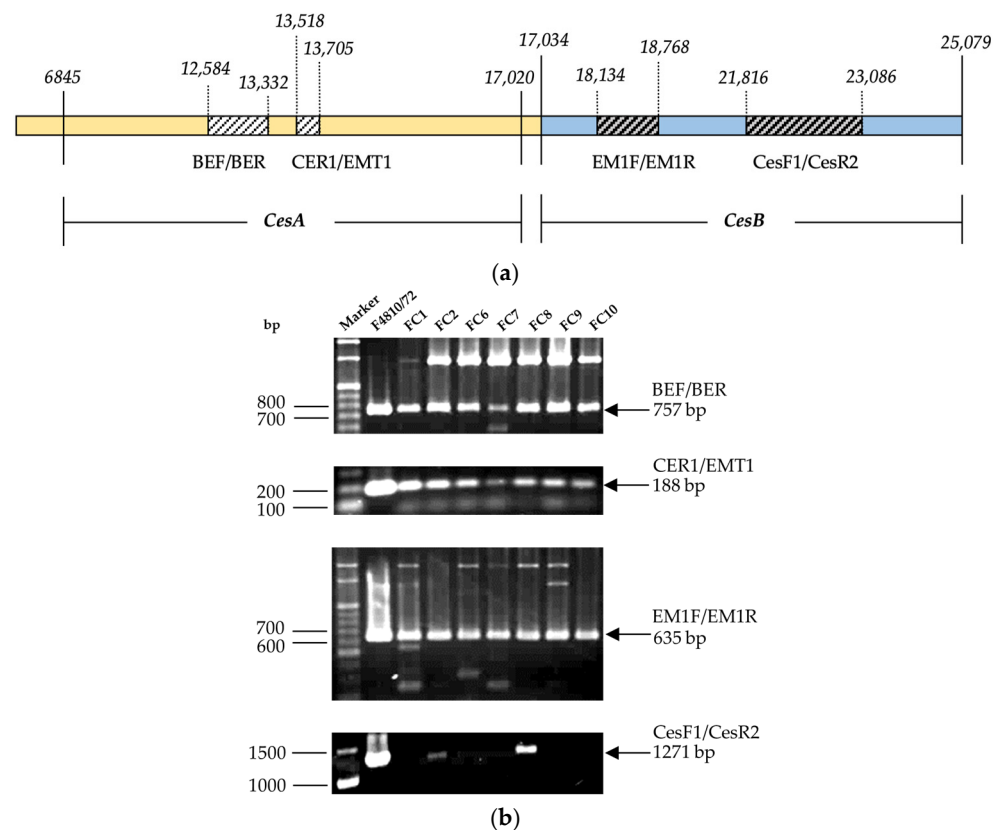 13,518
17,034
25,079
12,584
13,705
18,768
6845
13,332
17,020
18,134
21,816
23,086
BEF/BER
CER1/EMT1
EM1F/EM1R
CesF1/CesR2
CesA
CesB
(a)
bp
Marker
F4810/72
FC1
FC2
FC6
FC7
FC8
FC9
FC10
800
700
BEF/BER
757 bp
200
100
CER1/EMT1
188 bp
700
600
EM1F/EM1R
635 bp
1500
1000
CesF1/CesR2
1271 bp
(b)